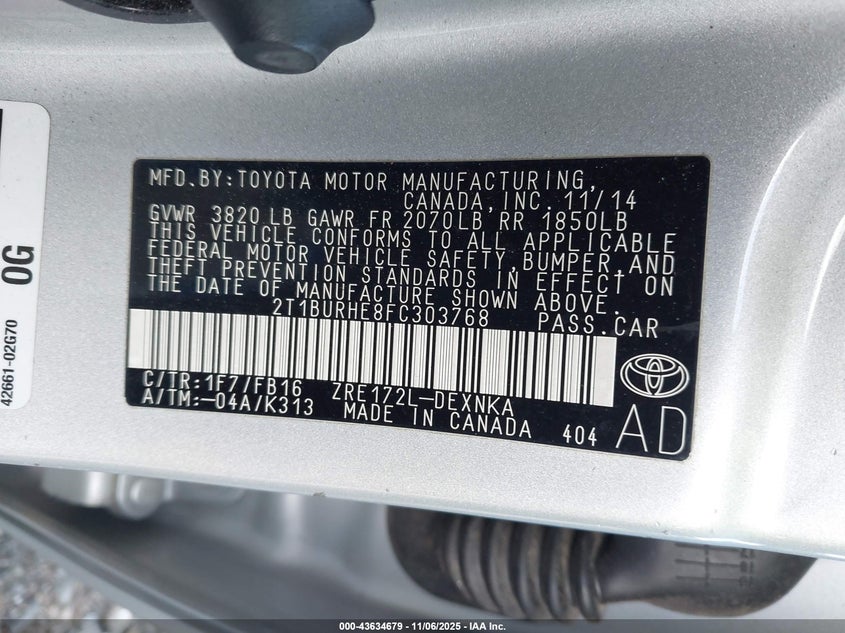 MFD.BY:TOYOTA MOTOR MANUFACTURING,
CANADA, INC. 11/14
GVWR 3820 LB GAWR FR 2070LB, RR 1850LB
THIS VEHICLE CONFORMS TO ALL APPLICABLE
FEDERAL MOTOR VEHICLE SAFETY,BUMPER,AND
THEFT PREVENTION STANDARDS IN EFFECT ON
THE DATE OF MANUFACTURE SHOWN ABOVE.
2T1BURHE8FC303768 PASS.CAR
C/TR:1F7/FB16 ZRE172L-DEXNKA
A/TM:-04A/K313 MADE IN CANADA 404 AD
42661-02G70
0G
000-43634679 - 11/06/2025 - IAA Inc.